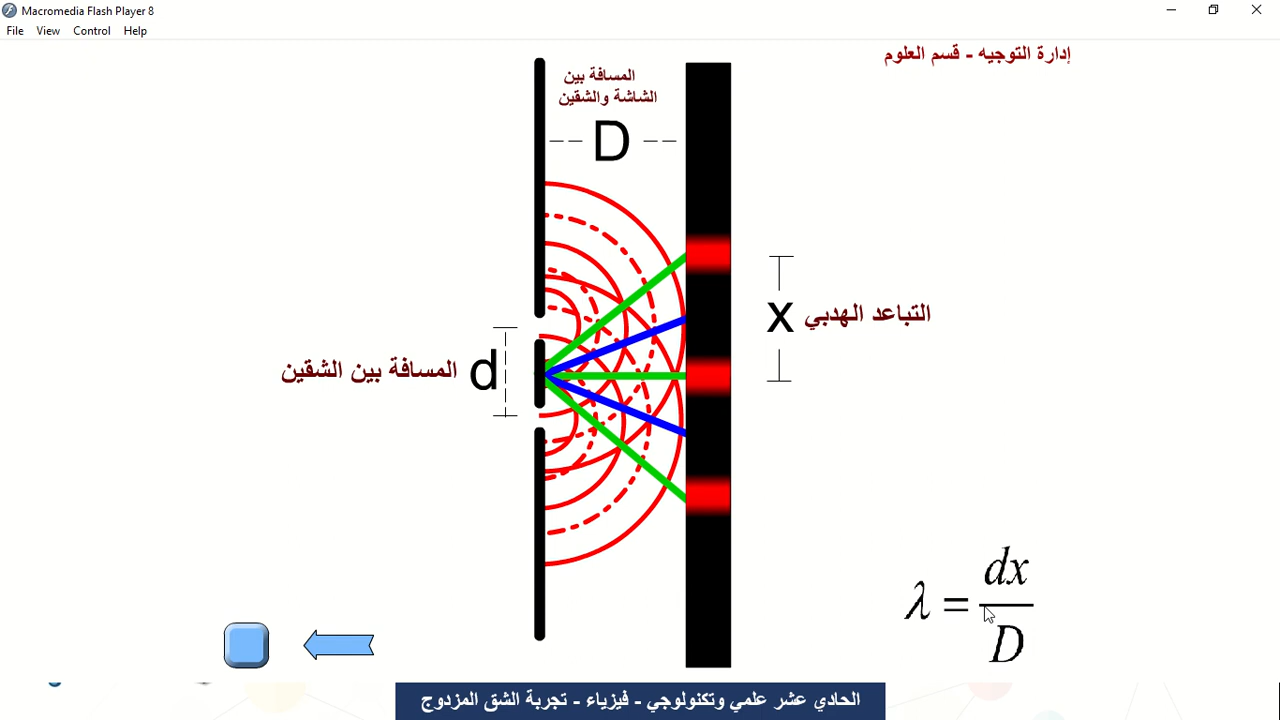 Macromedia Flash Player 8
File View Control Help
إدارة التوجيه - قسم العلوم
المسافة بين
الشاشة والشقين
D
x التباعد الهدبي
d المسافة بين الشقين
λ = dx / D
الحادي عشر علمي وتكنولوجي - فيزياء - تجربة الشق المزدوج